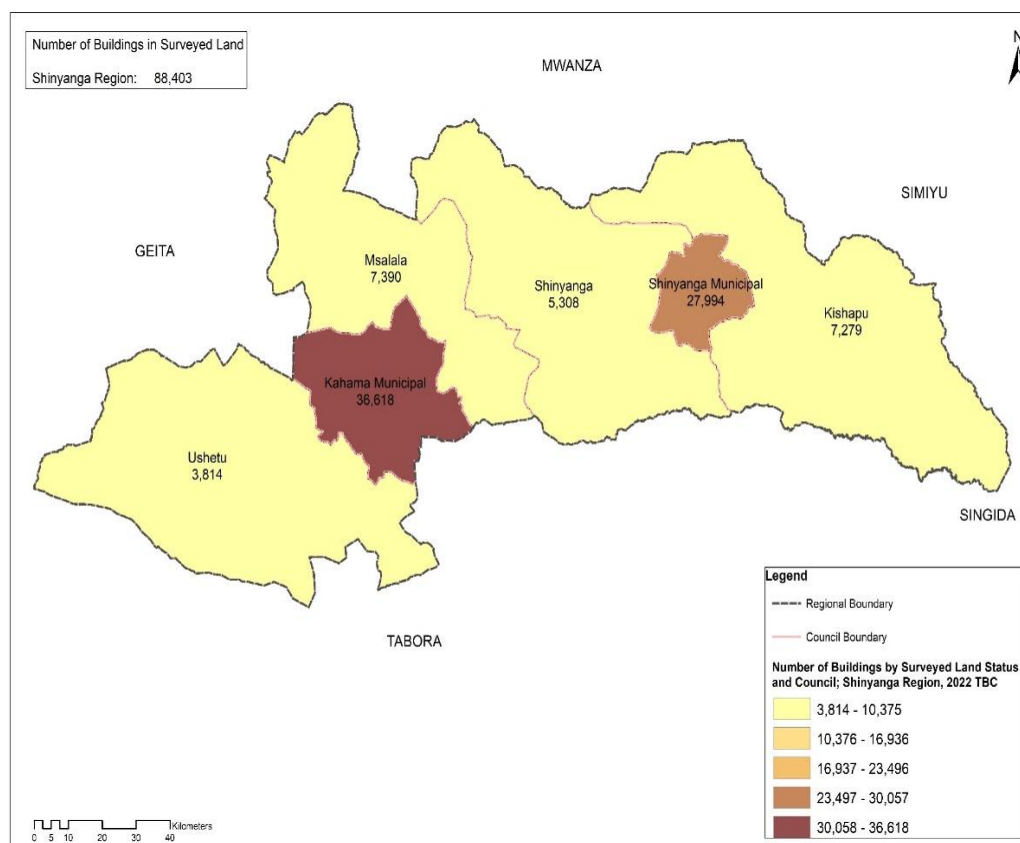 Number of Buildings in Surveyed Land
Shinyanga Region: 88,403
N
MWANZA
SIMIYU
GEITA
Msalala
7,390
Shinyanga
5,308
Shinyanga Municipal
27,994
Kishapu
7,279
Kahama Municipal
36,618
Ushetu
3,814
SINGIDA
TABORA
Legend
Regional Boundary
Council Boundary
Number of Buildings by Surveyed Land Status
and Council; Shinyanga Region, 2022 TBC
3,814 - 10,375
10,376 - 16,936
16,937 - 23,496
23,497 - 30,057
30,058 - 36,618
Kilometers
0 5 10 20 30 40